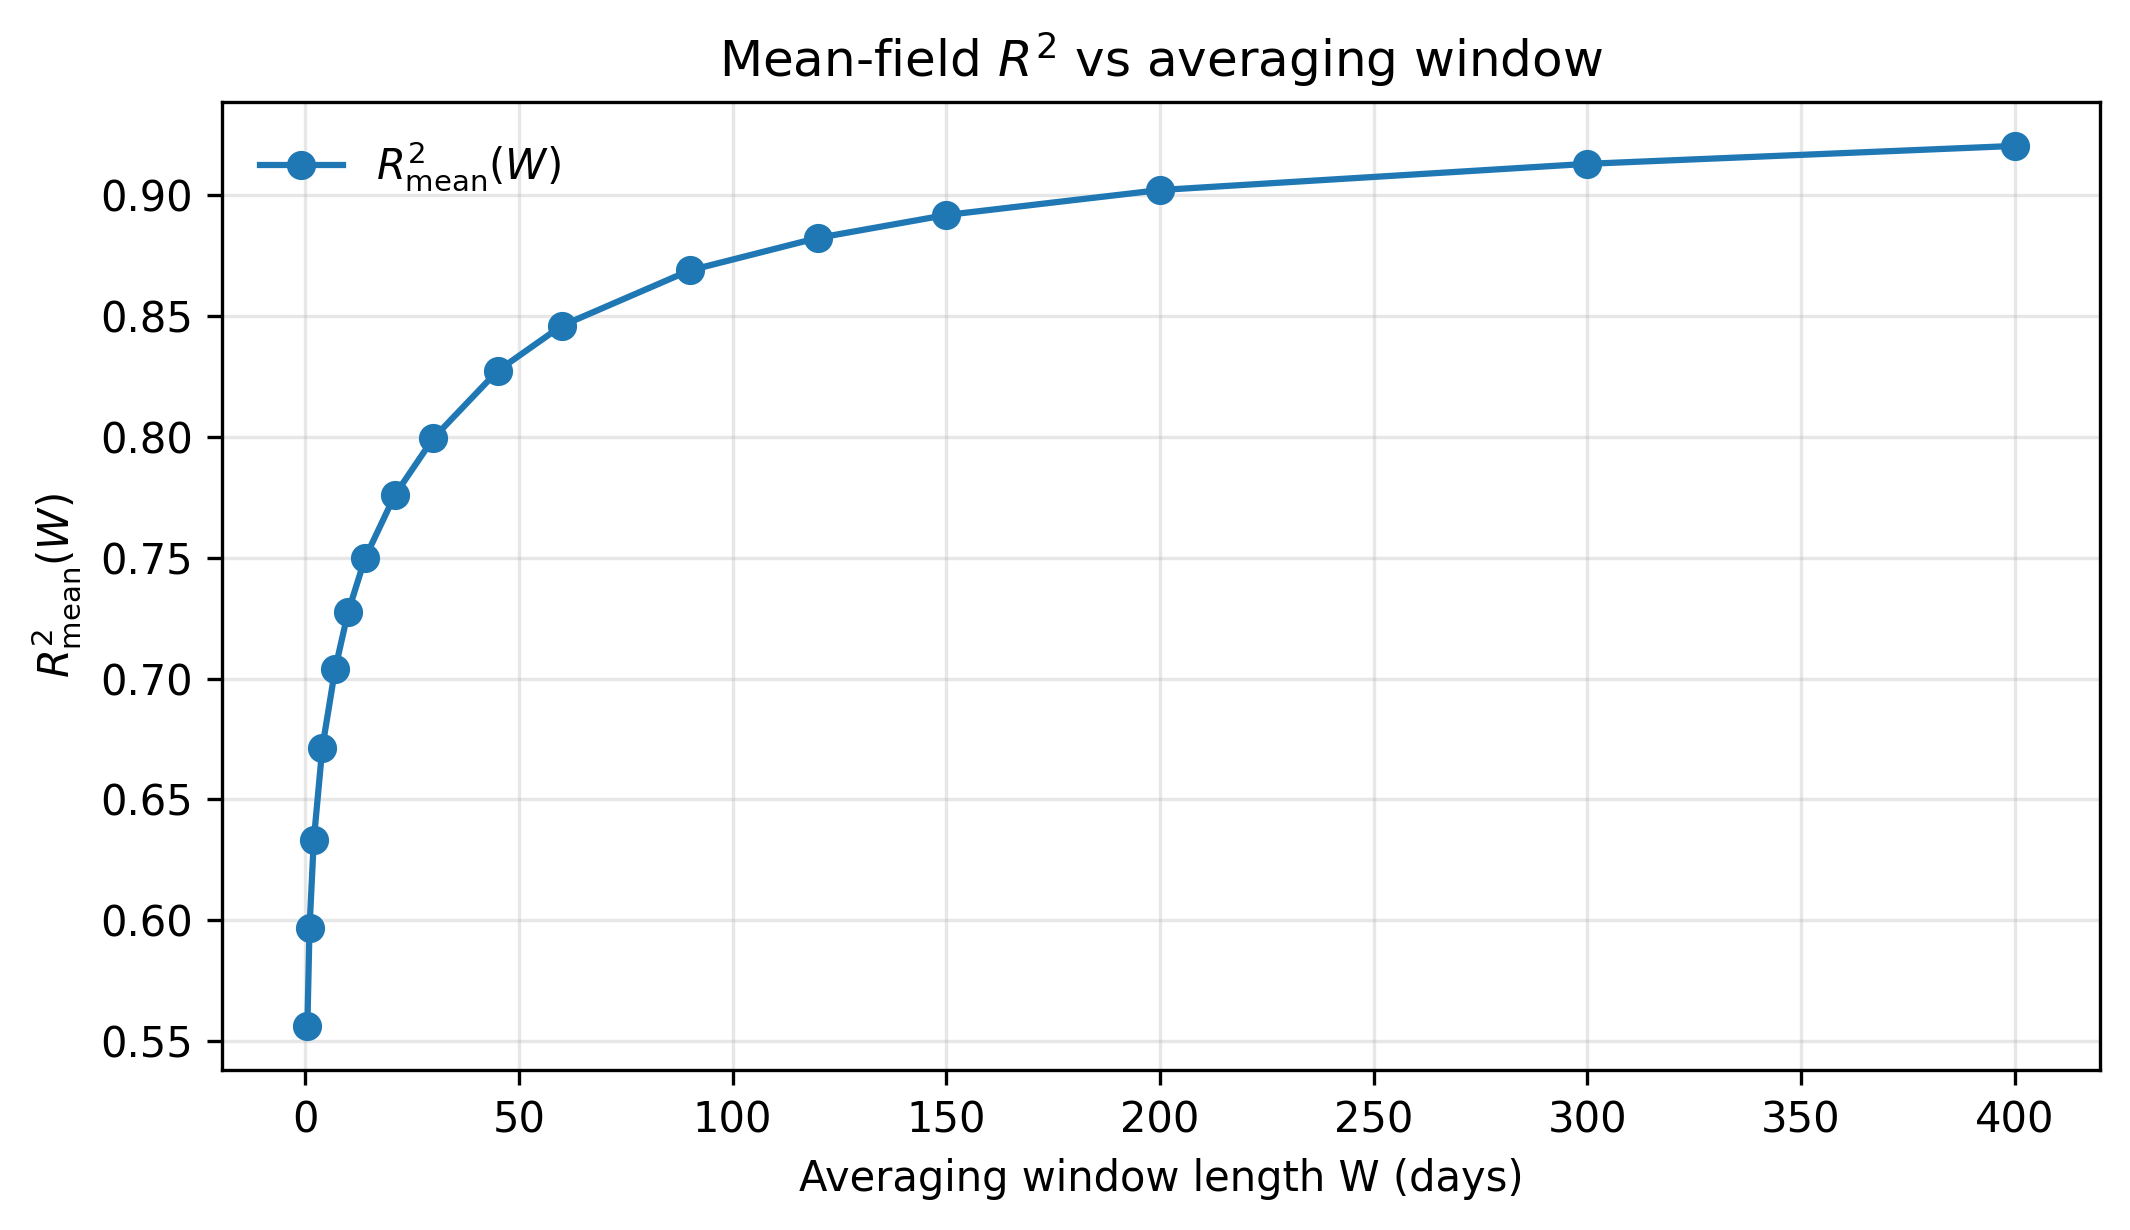 Mean-field R² vs averaging window
R²mean(W)
R²mean(W)
0.90
0.85
0.80
0.75
0.70
0.65
0.60
0.55
0 50 100 150 200 250 300 350 400
Averaging window length W (days)